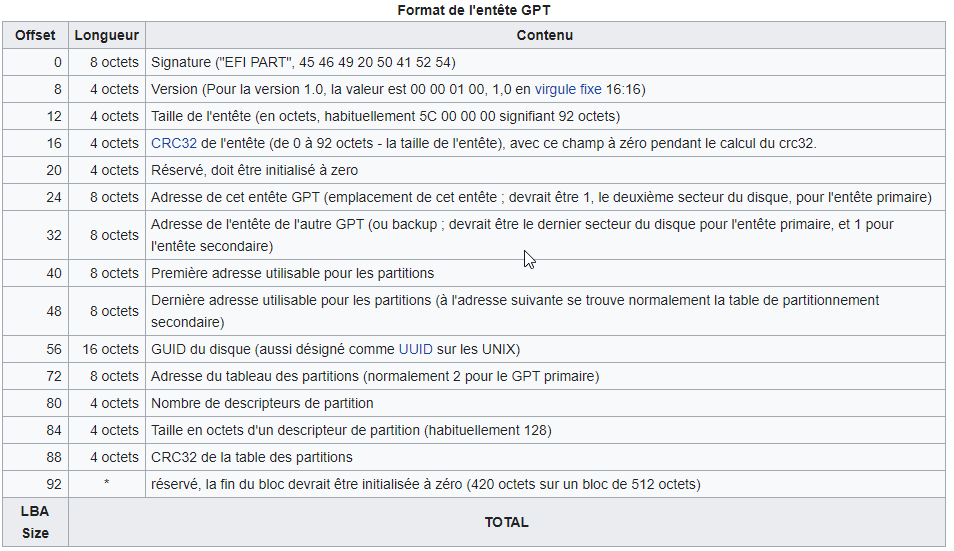 Format de l'entête GPT
Offset Longueur Contenu
0 8 octets Signature ("EFI PART", 45 46 49 20 50 41 52 54)
8 4 octets Version (Pour la version 1.0, la valeur est 00 00 01 00, 1,0 en virgule fixe 16:16)
12 4 octets Taille de l'entête (en octets, habituellement 5C 00 00 00 signifiant 92 octets)
16 4 octets CRC32 de l'entête (de 0 à 92 octets - la taille de l'entête), avec ce champ à zéro pendant le calcul du crc32.
20 4 octets Réservé, doit être initialisé à zero
24 8 octets Adresse de cet entête GPT (emplacement de cet entête ; devrait être 1, le deuxième secteur du disque, pour l'entête primaire)
32 8 octets Adresse de l'entête de l'autre GPT (ou backup ; devrait être le dernier secteur du disque pour l'entête primaire, et 1 pour
l'entête secondaire)
40 8 octets Première adresse utilisable pour les partitions
48 8 octets Dernière adresse utilisable pour les partitions (à l'adresse suivante se trouve normalement la table de partitionnement
secondaire)
56 16 octets GUID du disque (aussi désigné comme UUID sur les UNIX)
72 8 octets Adresse du tableau des partitions (normalement 2 pour le GPT primaire)
80 4 octets Nombre de descripteurs de partition
84 4 octets Taille en octets d'un descripteur de partition (habituellement 128)
88 4 octets CRC32 de la table des partitions
92 * réservé, la fin du bloc devrait être initialisée à zéro (420 octets sur un bloc de 512 octets)
LBA
Size
TOTAL